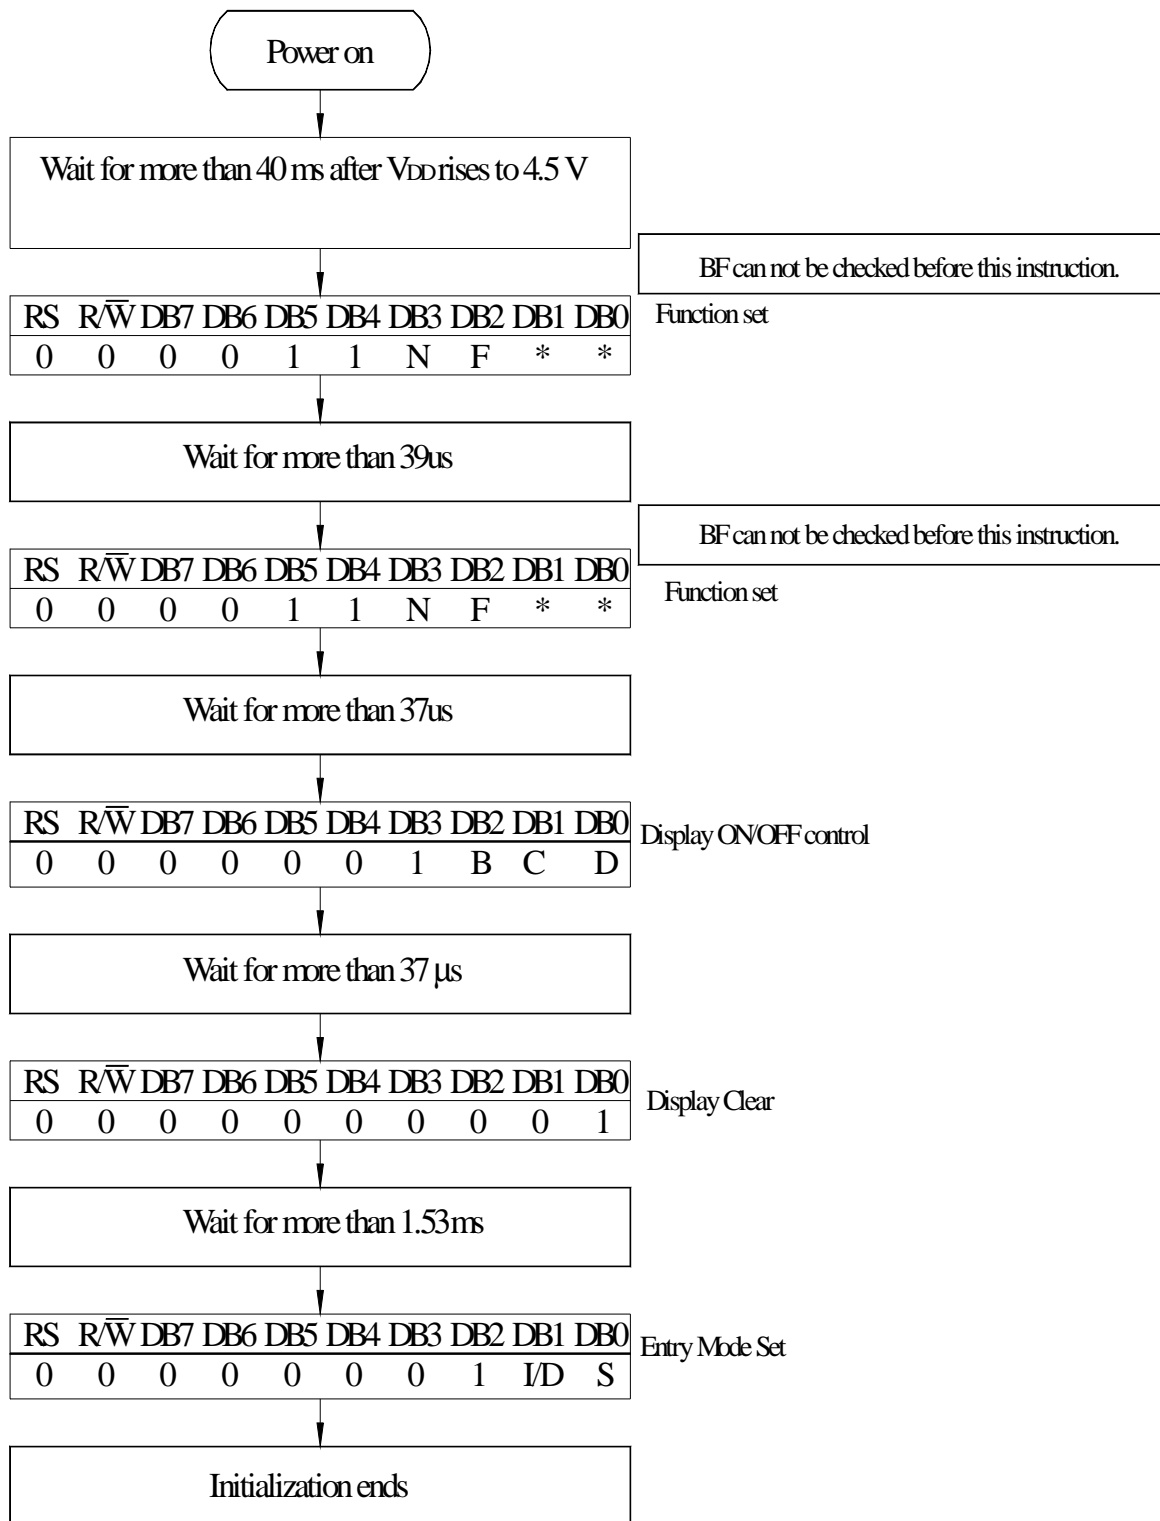 Power on
Wait for more than 40 ms after VDD rises to 4.5 V
BF can not be checked before this instruction.
RS R/W̅ DB7 DB6 DB5 DB4 DB3 DB2 DB1 DB0
Function set
0 0 0 0 1 1 N F * *
Wait for more than 39us
BF can not be checked before this instruction.
RS R/W̅ DB7 DB6 DB5 DB4 DB3 DB2 DB1 DB0
Function set
0 0 0 0 1 1 N F * *
Wait for more than 37us
RS R/W̅ DB7 DB6 DB5 DB4 DB3 DB2 DB1 DB0
Display ON/OFF control
0 0 0 0 0 0 1 B C D
Wait for more than 37 μs
RS R/W̅ DB7 DB6 DB5 DB4 DB3 DB2 DB1 DB0
Display Clear
0 0 0 0 0 0 0 0 0 1
Wait for more than 1.53ms
RS R/W̅ DB7 DB6 DB5 DB4 DB3 DB2 DB1 DB0
Entry Mode Set
0 0 0 0 0 0 0 1 I/D S
Initialization ends